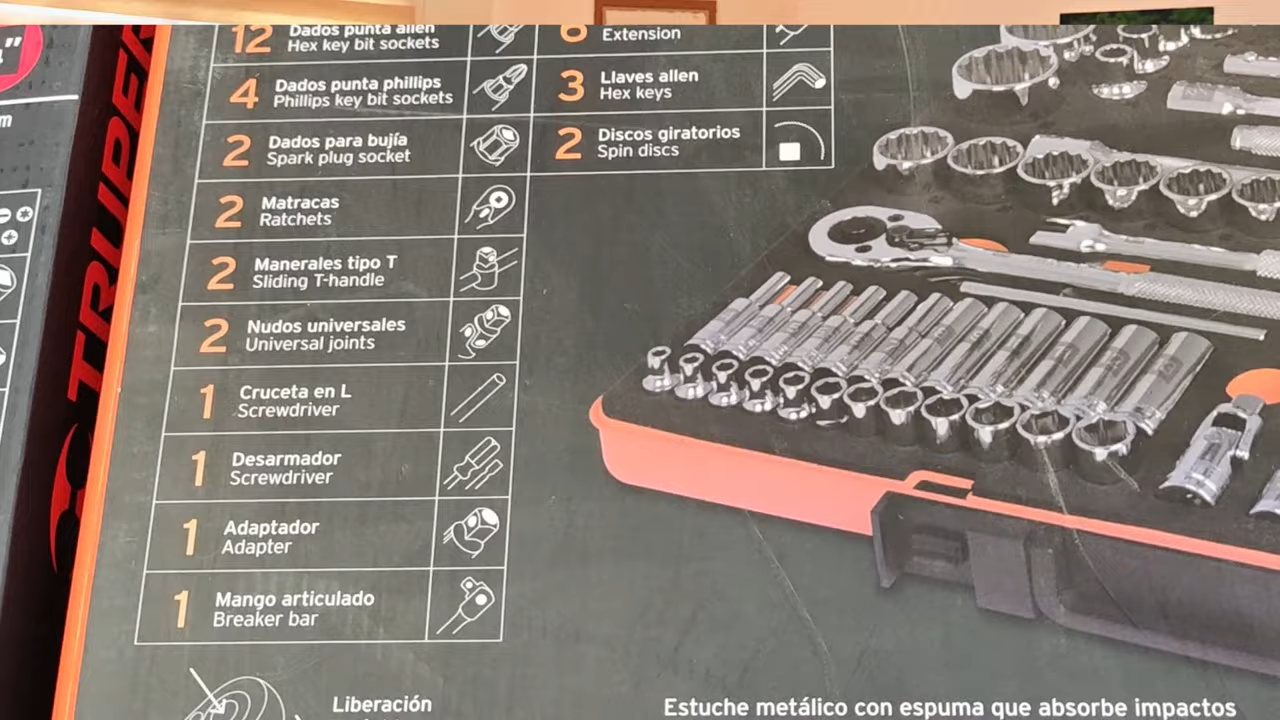 TRUPER
m
12 Dados punta allen
Hex key bit sockets
4 Dados punta phillips
Phillips key bit sockets
2 Dados para bujía
Spark plug socket
2 Matracas
Ratchets
2 Manerales tipo T
Sliding T-handle
2 Nudos universales
Universal joints
1 Cruceta en L
Screwdriver
1 Desarmador
Screwdriver
1 Adaptador
Adapter
1 Mango articulado
Breaker bar
6 Extension
3 Llaves allen
Hex keys
2 Discos giratorios
Spin discs
Liberación
Estuche metálico con espuma que absorbe impactos